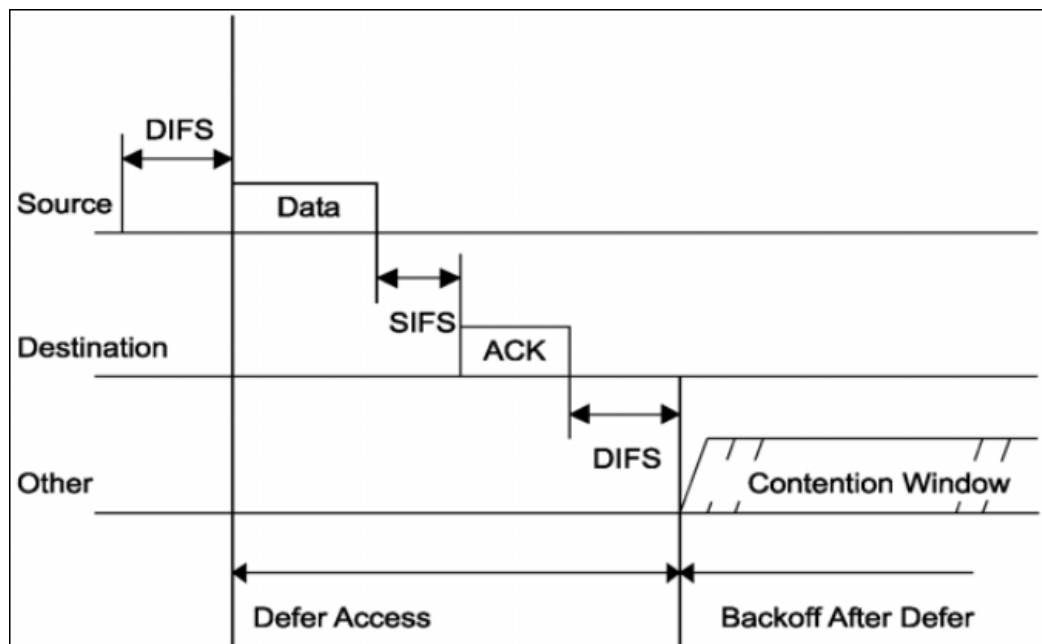 DIFS
Source
Data
SIFS
Destination
ACK
DIFS
Other
Contention Window
Defer Access
Backoff After Defer